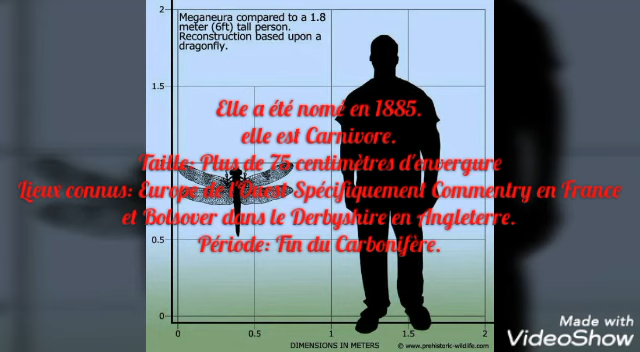 Meganeura compared to a 1.8
meter (6ft) tall person.
Reconstruction based upon a
dragonfly.
2
1.5
0.5
0
Elle a été nomé en 1885.
elle est Carnivore.
Taille: Plus de 75 centimètres d'envergure
Lieux connus: Europe de l'Ouest Spécifiquement Commentry en France
et Bolsover dans le Derbyshire en Angleterre.
Période: Fin du Carbonifère.
0 0.5 1 1.5 2
DIMENSIONS IN METERS © www.prehistoric-wildlife.com
Made with
VideoShow